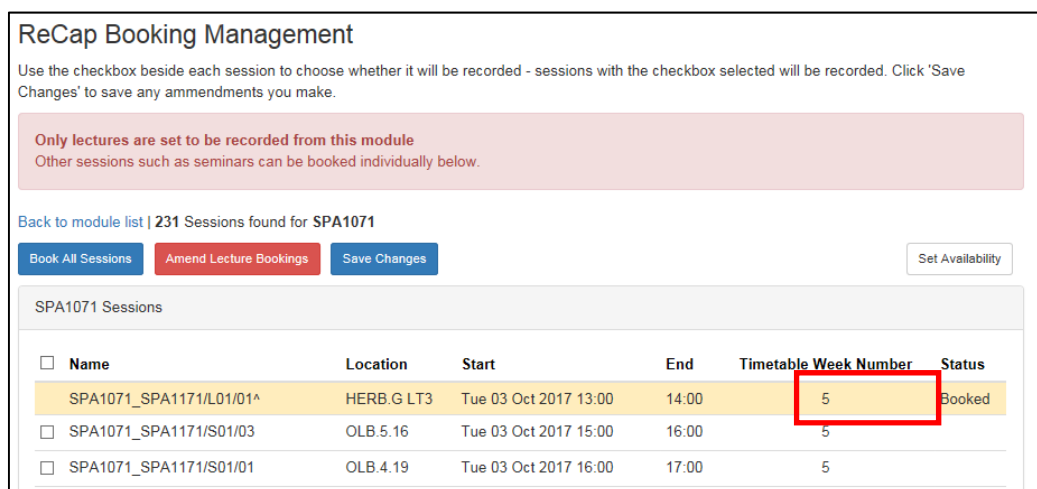 ReCap Booking Management
Use the checkbox beside each session to choose whether it will be recorded - sessions with the checkbox selected will be recorded. Click 'Save
Changes' to save any ammendments you make.
Only lectures are set to be recorded from this module
Other sessions such as seminars can be booked individually below.
Back to module list | 231 Sessions found for SPA1071
Book All Sessions Amend Lecture Bookings Save Changes Set Availability
SPA1071 Sessions
Name Location Start End Timetable Week Number Status
SPA1071_SPA1171/L01/01^ HERB.G LT3 Tue 03 Oct 2017 13:00 14:00 5 Booked
SPA1071_SPA1171/S01/03 OLB.5.16 Tue 03 Oct 2017 15:00 16:00 5
SPA1071_SPA1171/S01/01 OLB.4.19 Tue 03 Oct 2017 16:00 17:00 5